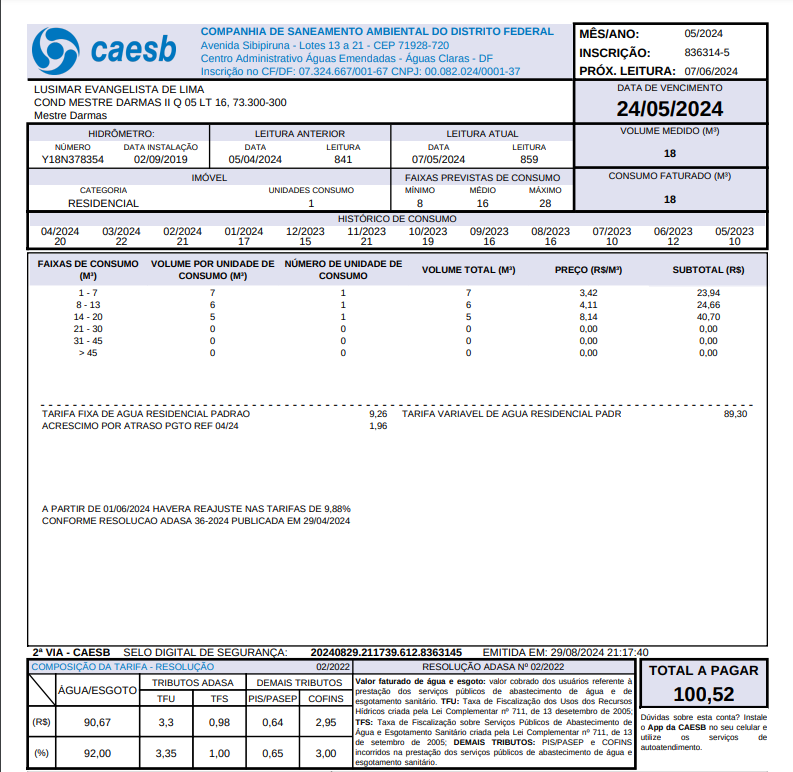 caesb
COMPANHIA DE SANEAMENTO AMBIENTAL DO DISTRITO FEDERAL
Avenida Sibipiruna - Lotes 13 a 21 - CEP 71928-720
Centro Administrativo Águas Emendadas - Águas Claras - DF
Inscrição no CF/DF: 07.324.667/001-67 CNPJ: 00.082.024/0001-37
MÊS/ANO: 05/2024
INSCRIÇÃO: 836314-5
PRÓX. LEITURA: 07/06/2024
LUSIMAR EVANGELISTA DE LIMA
COND MESTRE DARMAS II Q 05 LT 16, 73.300-300
Mestre Darmas
DATA DE VENCIMENTO
24/05/2024
HIDRÔMETRO: LEITURA ANTERIOR LEITURA ATUAL
NÚMERO DATA INSTALAÇÃO DATA LEITURA DATA LEITURA
Y18N378354 02/09/2019 05/04/2024 841 07/05/2024 859
VOLUME MEDIDO (M³)
18
IMÓVEL FAIXAS PREVISTAS DE CONSUMO
CATEGORIA UNIDADES CONSUMO MÍNIMO MÉDIO MÁXIMO
RESIDENCIAL 1 8 16 28
CONSUMO FATURADO (M³)
18
HISTÓRICO DE CONSUMO
04/2024 03/2024 02/2024 01/2024 12/2023 11/2023 10/2023 09/2023 08/2023 07/2023 06/2023 05/2023
20 22 21 17 15 21 19 16 16 10 12 10
FAIXAS DE CONSUMO VOLUME POR UNIDADE DE NÚMERO DE UNIDADE DE VOLUME TOTAL (M³) PREÇO (R$/M³) SUBTOTAL (R$)
(M³) CONSUMO (M³) CONSUMO
1 - 7 7 1 7 3,42 23,94
8 - 13 6 1 6 4,11 24,66
14 - 20 5 1 5 8,14 40,70
21 - 30 0 0 0 0,00 0,00
31 - 45 0 0 0 0,00 0,00
> 45 0 0 0 0,00 0,00
TARIFA FIXA DE AGUA RESIDENCIAL PADRAO 9,26 TARIFA VARIAVEL DE AGUA RESIDENCIAL PADR 89,30
ACRESCIMO POR ATRASO PGTO REF 04/24 1,96
A PARTIR DE 01/06/2024 HAVERA REAJUSTE NAS TARIFAS DE 9,88%
CONFORME RESOLUCAO ADASA 36-2024 PUBLICADA EM 29/04/2024
2ª VIA - CAESB SELO DIGITAL DE SEGURANÇA: 20240829.211739.612.8363145 EMITIDA EM: 29/08/2024 21:17:40
COMPOSIÇÃO DA TARIFA - RESOLUÇÃO 02/2022
ÁGUA/ESGOTO TRIBUTOS ADASA DEMAIS TRIBUTOS
TFU TFS PIS/PASEP COFINS
(R$) 90,67 3,3 0,98 0,64 2,95
(%) 92,00 3,35 1,00 0,65 3,00
RESOLUÇÃO ADASA Nº 02/2022
Valor faturado de água e esgoto: valor cobrado dos usuários referente à
prestação dos serviços públicos de abastecimento de água e de
esgotamento sanitário. TFU: Taxa de Fiscalização dos Usos dos Recursos
Hídricos criada pela Lei Complementar nº 711, de 13 desetembro de 2005;
TFS: Taxa de Fiscalização sobre Serviços Públicos de Abastecimento de
Água e Esgotamento Sanitário criada pela Lei Complementar nº 711, de 13
de setembro de 2005; DEMAIS TRIBUTOS: PIS/PASEP e COFINS
incorridos na prestação dos serviços públicos de abastecimento de água e
esgotamento sanitário.
TOTAL A PAGAR
100,52
Dúvidas sobre esta conta? Instale
o App da CAESB no seu celular e
utilize os serviços de
autoatendimento.